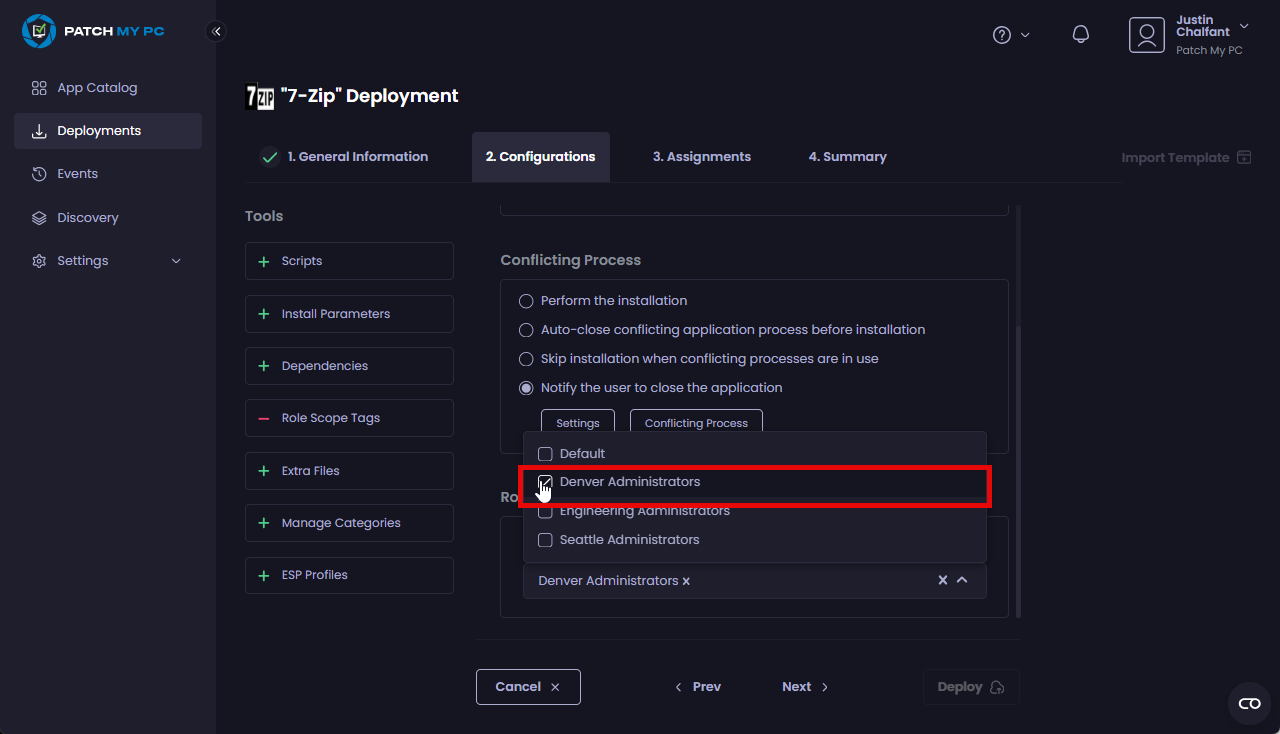 PATCH MY PC
App Catalog
Deployments
Events
Discovery
Settings
Justin
Chalfant
Patch My PC
7ZIP "7-Zip" Deployment
1. General Information
2. Configurations
3. Assignments
4. Summary
Import Template
Tools
Scripts
Install Parameters
Dependencies
Role Scope Tags
Extra Files
Manage Categories
ESP Profiles
Conflicting Process
Perform the installation
Auto-close conflicting application process before installation
Skip installation when conflicting processes are in use
Notify the user to close the application
Settings
Conflicting Process
Default
Denver Administrators
Ro
Engineering Administrators
Seattle Administrators
Denver Administrators ×
Cancel ×
Prev
Next
Deploy